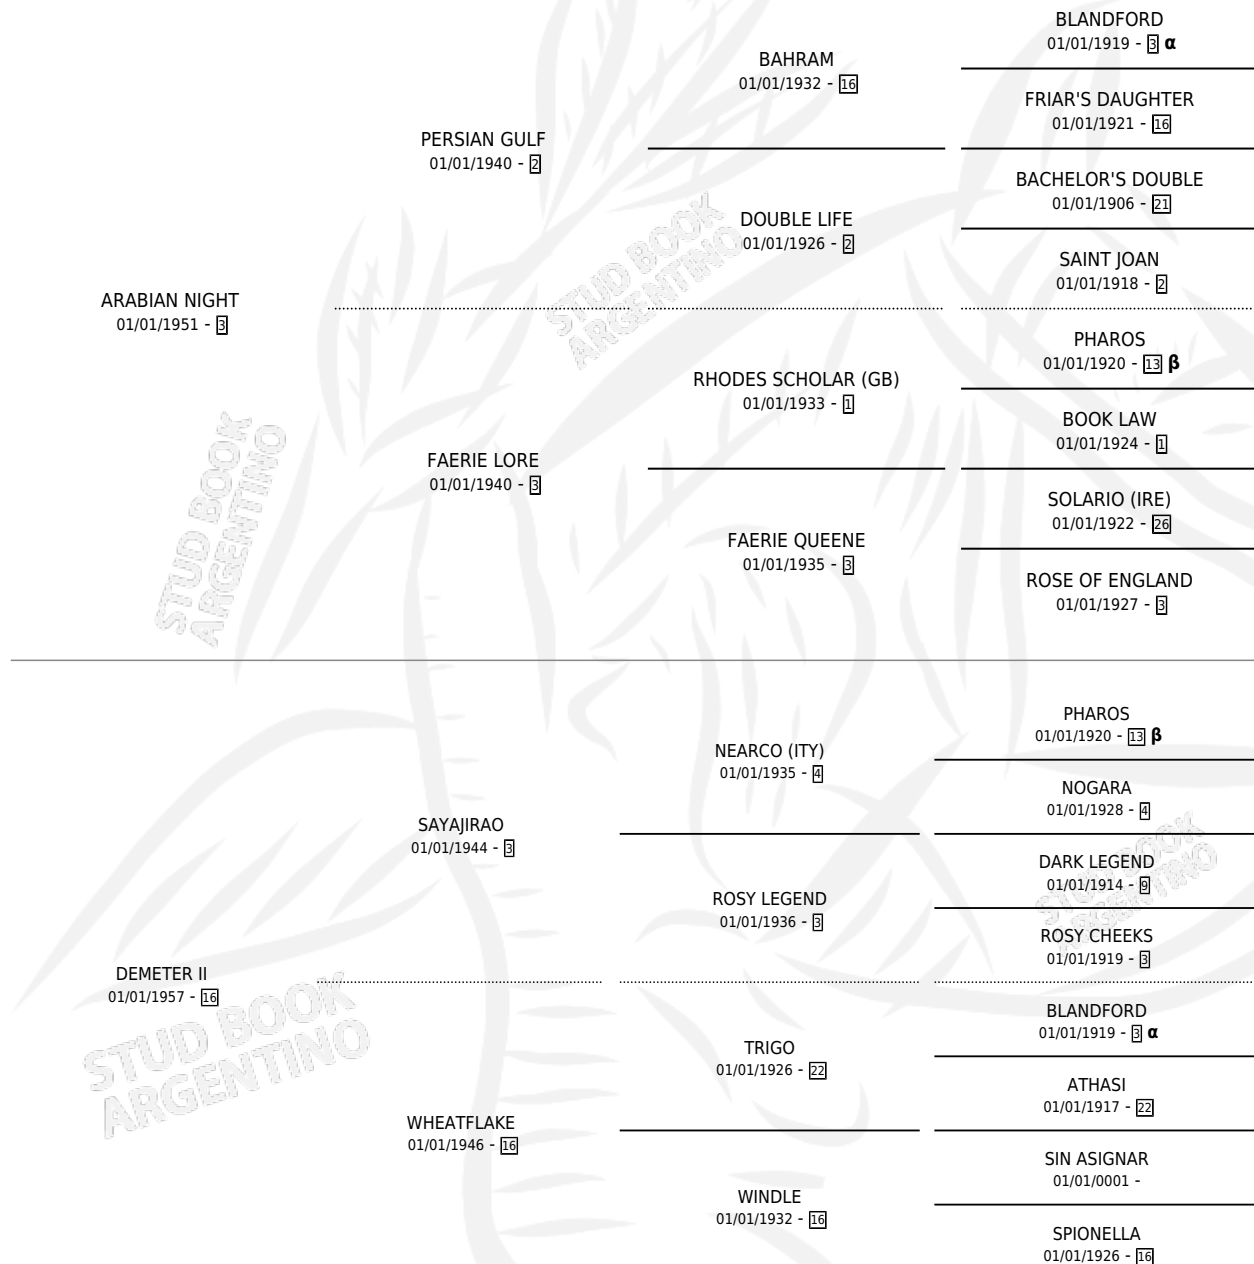 BLANDFORD
01/01/1919 - 3 α
BAHRAM
01/01/1932 - 16
FRIAR'S DAUGHTER
01/01/1921 - 16
PERSIAN GULF
01/01/1940 - 2
BACHELOR'S DOUBLE
01/01/1906 - 21
DOUBLE LIFE
01/01/1926 - 2
SAINT JOAN
01/01/1918 - 2
STUD BOOK
ARGENTINO
ARABIAN NIGHT
01/01/1951 - 3
PHAROS
01/01/1920 - 13 β
RHODES SCHOLAR (GB)
01/01/1933 - 1
BOOK LAW
01/01/1924 - 1
FAERIE LORE
01/01/1940 - 3
SOLARIO (IRE)
01/01/1922 - 26
FAERIE QUEENE
01/01/1935 - 3
ROSE OF ENGLAND
01/01/1927 - 3
STUD BOOK
ARGENTINO
PHAROS
01/01/1920 - 13 β
NEARCO (ITY)
01/01/1935 - 4
NOGARA
01/01/1928 - 4
SAYAJIRAO
01/01/1944 - 3
DARK LEGEND
01/01/1914 - 9
ROSY LEGEND
01/01/1936 - 3
ROSY CHEEKS
01/01/1919 - 3
STUD BOOK
ARGENTINO
DEMETER II
01/01/1957 - 16
STUD BOOK
ARGENTINO
BLANDFORD
01/01/1919 - 3 α
TRIGO
01/01/1926 - 22
ATHASI
01/01/1917 - 22
WHEATFLAKE
01/01/1946 - 16
SIN ASIGNAR
01/01/0001 -
WINDLE
01/01/1932 - 16
SPIONELLA
01/01/1926 - 16